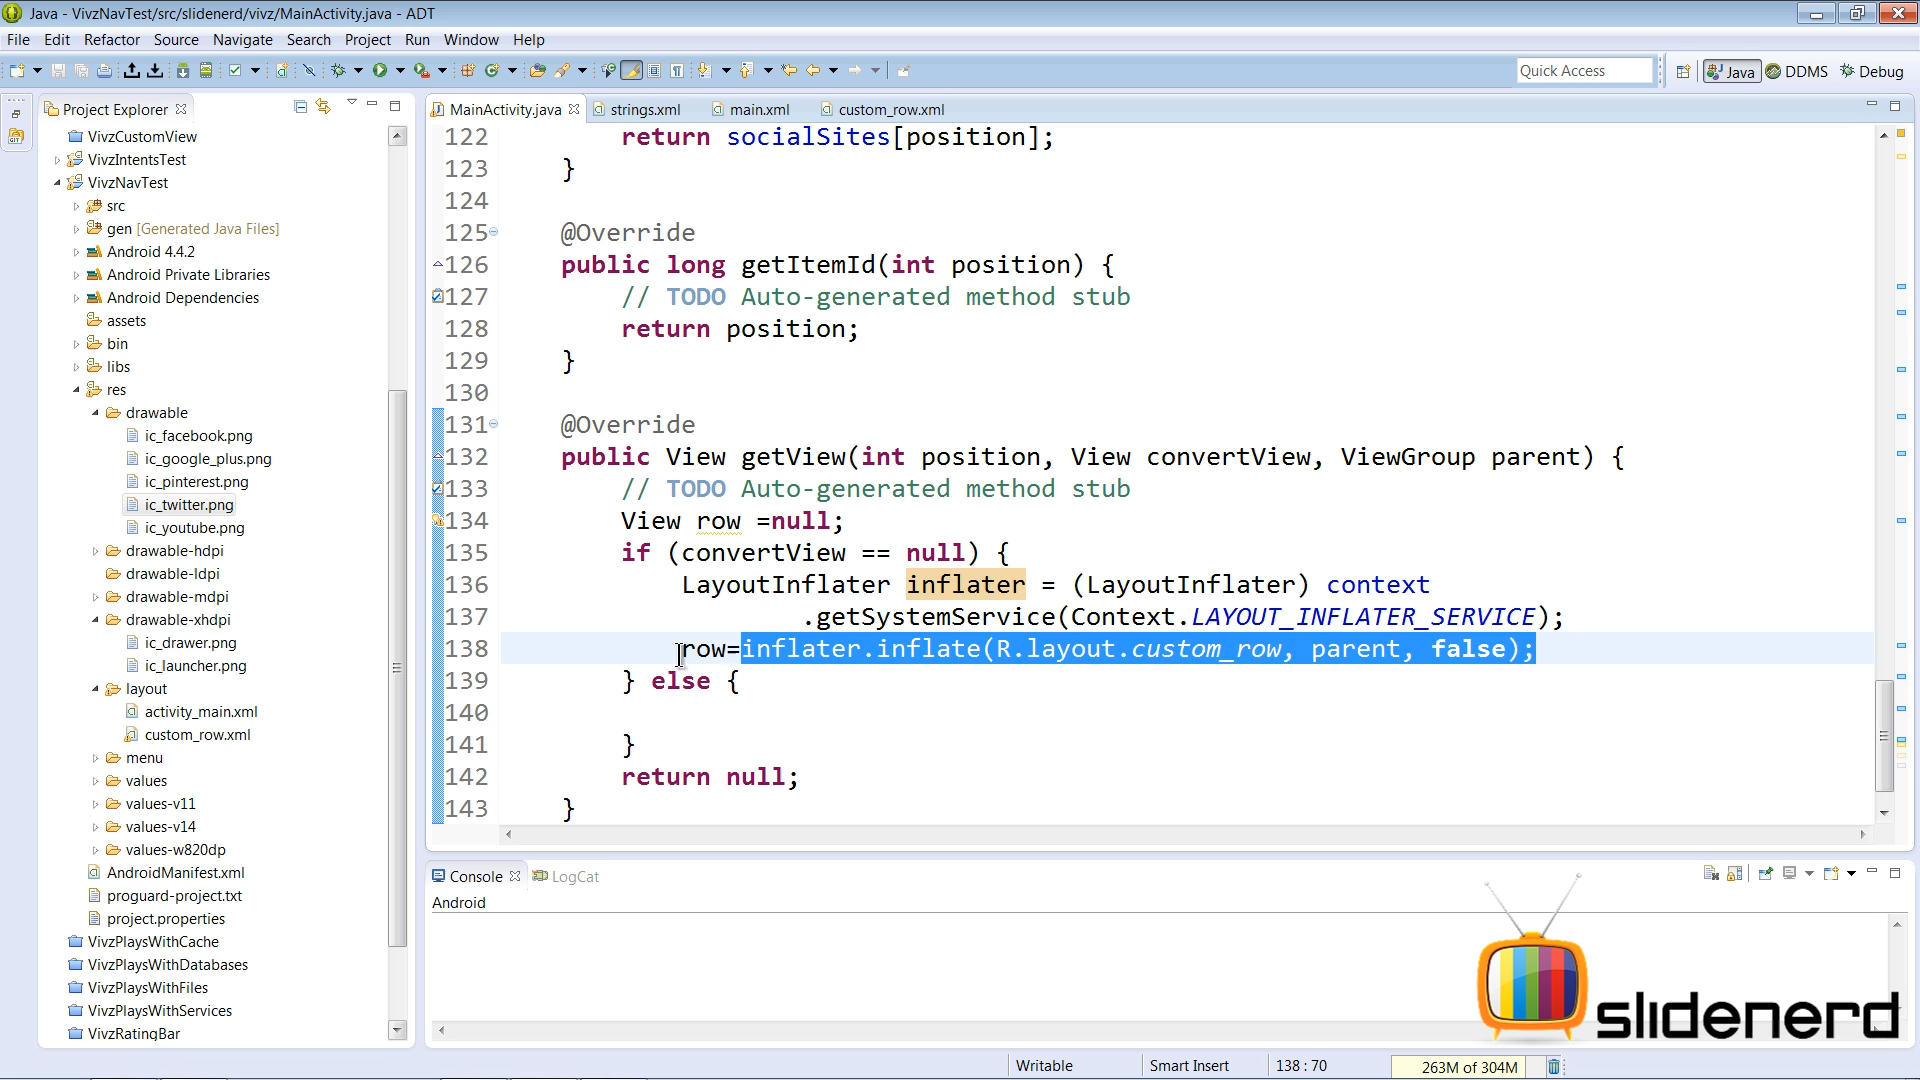 Java - VivzNavTest/src/slidenerd/vivz/MainActivity.java - ADT
File Edit Refactor Source Navigate Search Project Run Window Help
Quick Access Java DDMS Debug
Project Explorer
VivzCustomView
VivzIntentsTest
VivzNavTest
src
gen [Generated Java Files]
Android 4.4.2
Android Private Libraries
Android Dependencies
assets
bin
libs
res
drawable
ic_facebook.png
ic_google_plus.png
ic_pinterest.png
ic_twitter.png
ic_youtube.png
drawable-hdpi
drawable-ldpi
drawable-mdpi
drawable-xhdpi
ic_drawer.png
ic_launcher.png
layout
activity_main.xml
custom_row.xml
menu
values
values-v11
values-v14
values-w820dp
AndroidManifest.xml
proguard-project.txt
project.properties
VivzPlaysWithCache
VivzPlaysWithDatabases
VivzPlaysWithFiles
VivzPlaysWithServices
VivzRatingBar
MainActivity.java strings.xml main.xml custom_row.xml
122 return socialSites[position];
123 }
124
125 @Override
126 public long getItemId(int position) {
127 // TODO Auto-generated method stub
128 return position;
129 }
130
131 @Override
132 public View getView(int position, View convertView, ViewGroup parent) {
133 // TODO Auto-generated method stub
134 View row =null;
135 if (convertView == null) {
136 LayoutInflater inflater = (LayoutInflater) context
137 .getSystemService(Context.LAYOUT_INFLATER_SERVICE);
138 row=inflater.inflate(R.layout.custom_row, parent, false);
139 } else {
140
141 }
142 return null;
143 }
Console LogCat
Android
slidenerd
Writable Smart Insert 138 : 70 263M of 304M